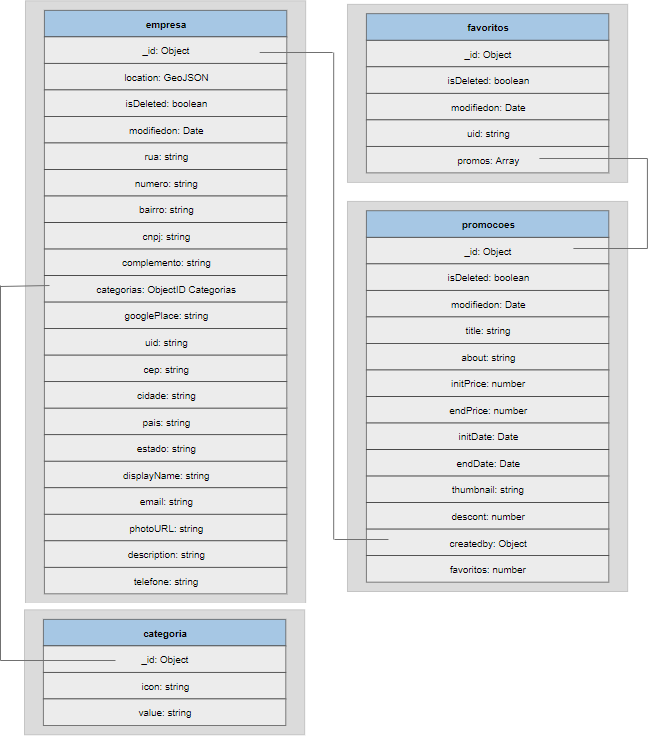 empresa
_id: Object
location: GeoJSON
isDeleted: boolean
modifiedon: Date
rua: string
numero: string
bairro: string
cnpj: string
complemento: string
categorias: ObjectID Categorias
googlePlace: string
uid: string
cep: string
cidade: string
pais: string
estado: string
displayName: string
email: string
photoURL: string
description: string
telefone: string
categoria
_id: Object
icon: string
value: string
favoritos
_id: Object
isDeleted: boolean
modifiedon: Date
uid: string
promos: Array
promocoes
_id: Object
isDeleted: boolean
modifiedon: Date
title: string
about: string
initPrice: number
endPrice: number
initDate: Date
endDate: Date
thumbnail: string
descont: number
createdby: Object
favoritos: number